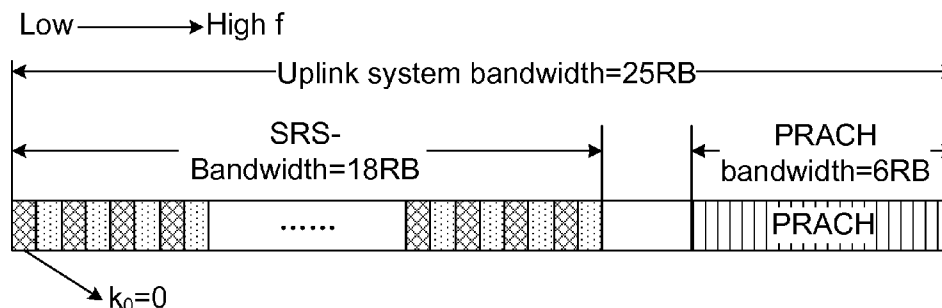 Low High f
Uplink system bandwidth=25RB
SRS-
Bandwidth=18RB
PRACH
bandwidth=6RB
......
PRACH
k₀=0